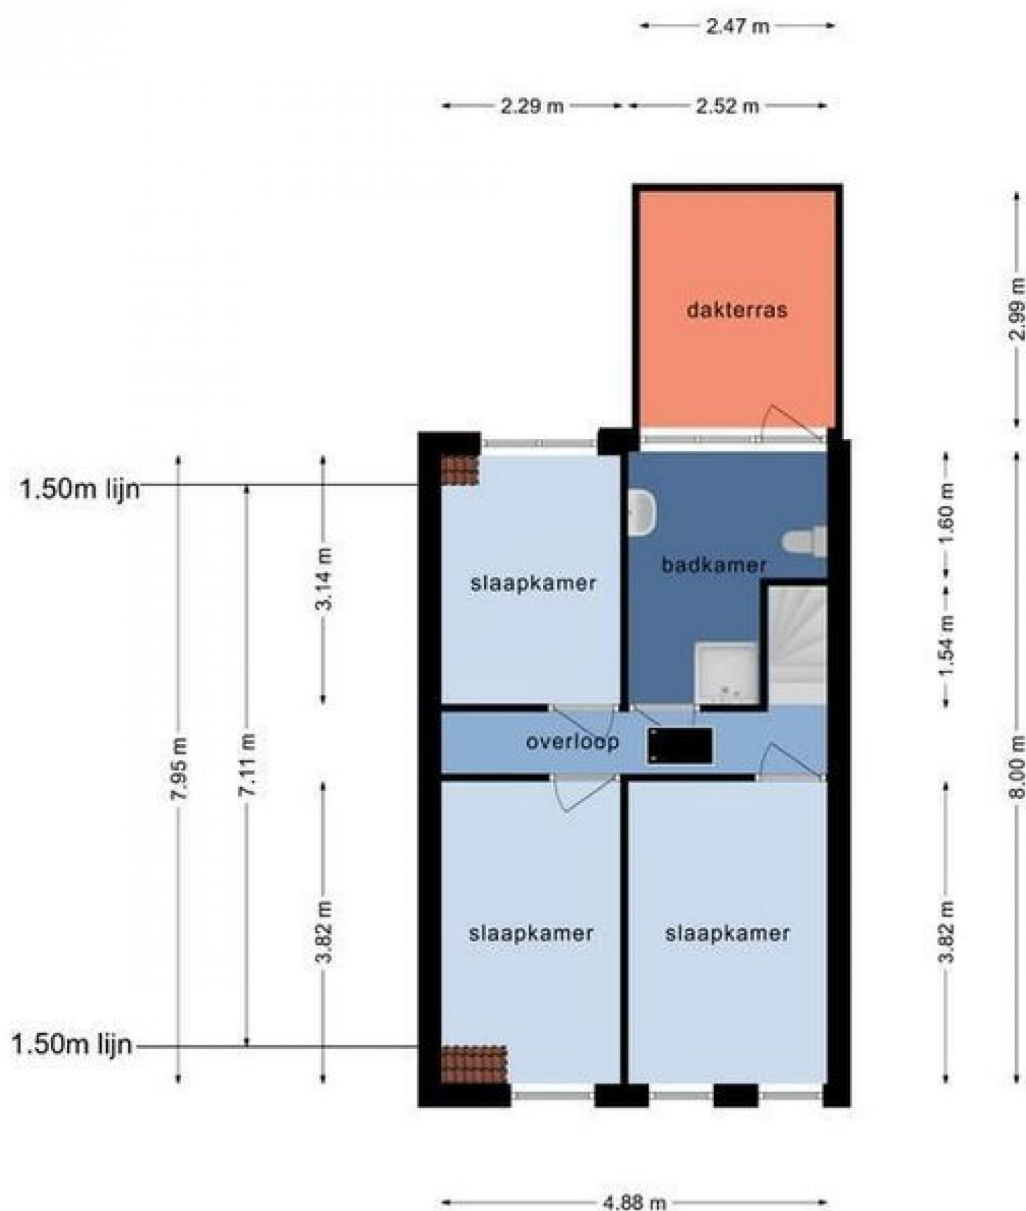 2.47 m
2.29 m
2.52 m
dakterras
2.99 m
1.50m lijn
3.14 m
slaapkamer
badkamer
1.60 m
1.54 m
overloop
7.95 m
7.11 m
8.00 m
3.82 m
slaapkamer
slaapkamer
3.82 m
1.50m lijn
4.88 m